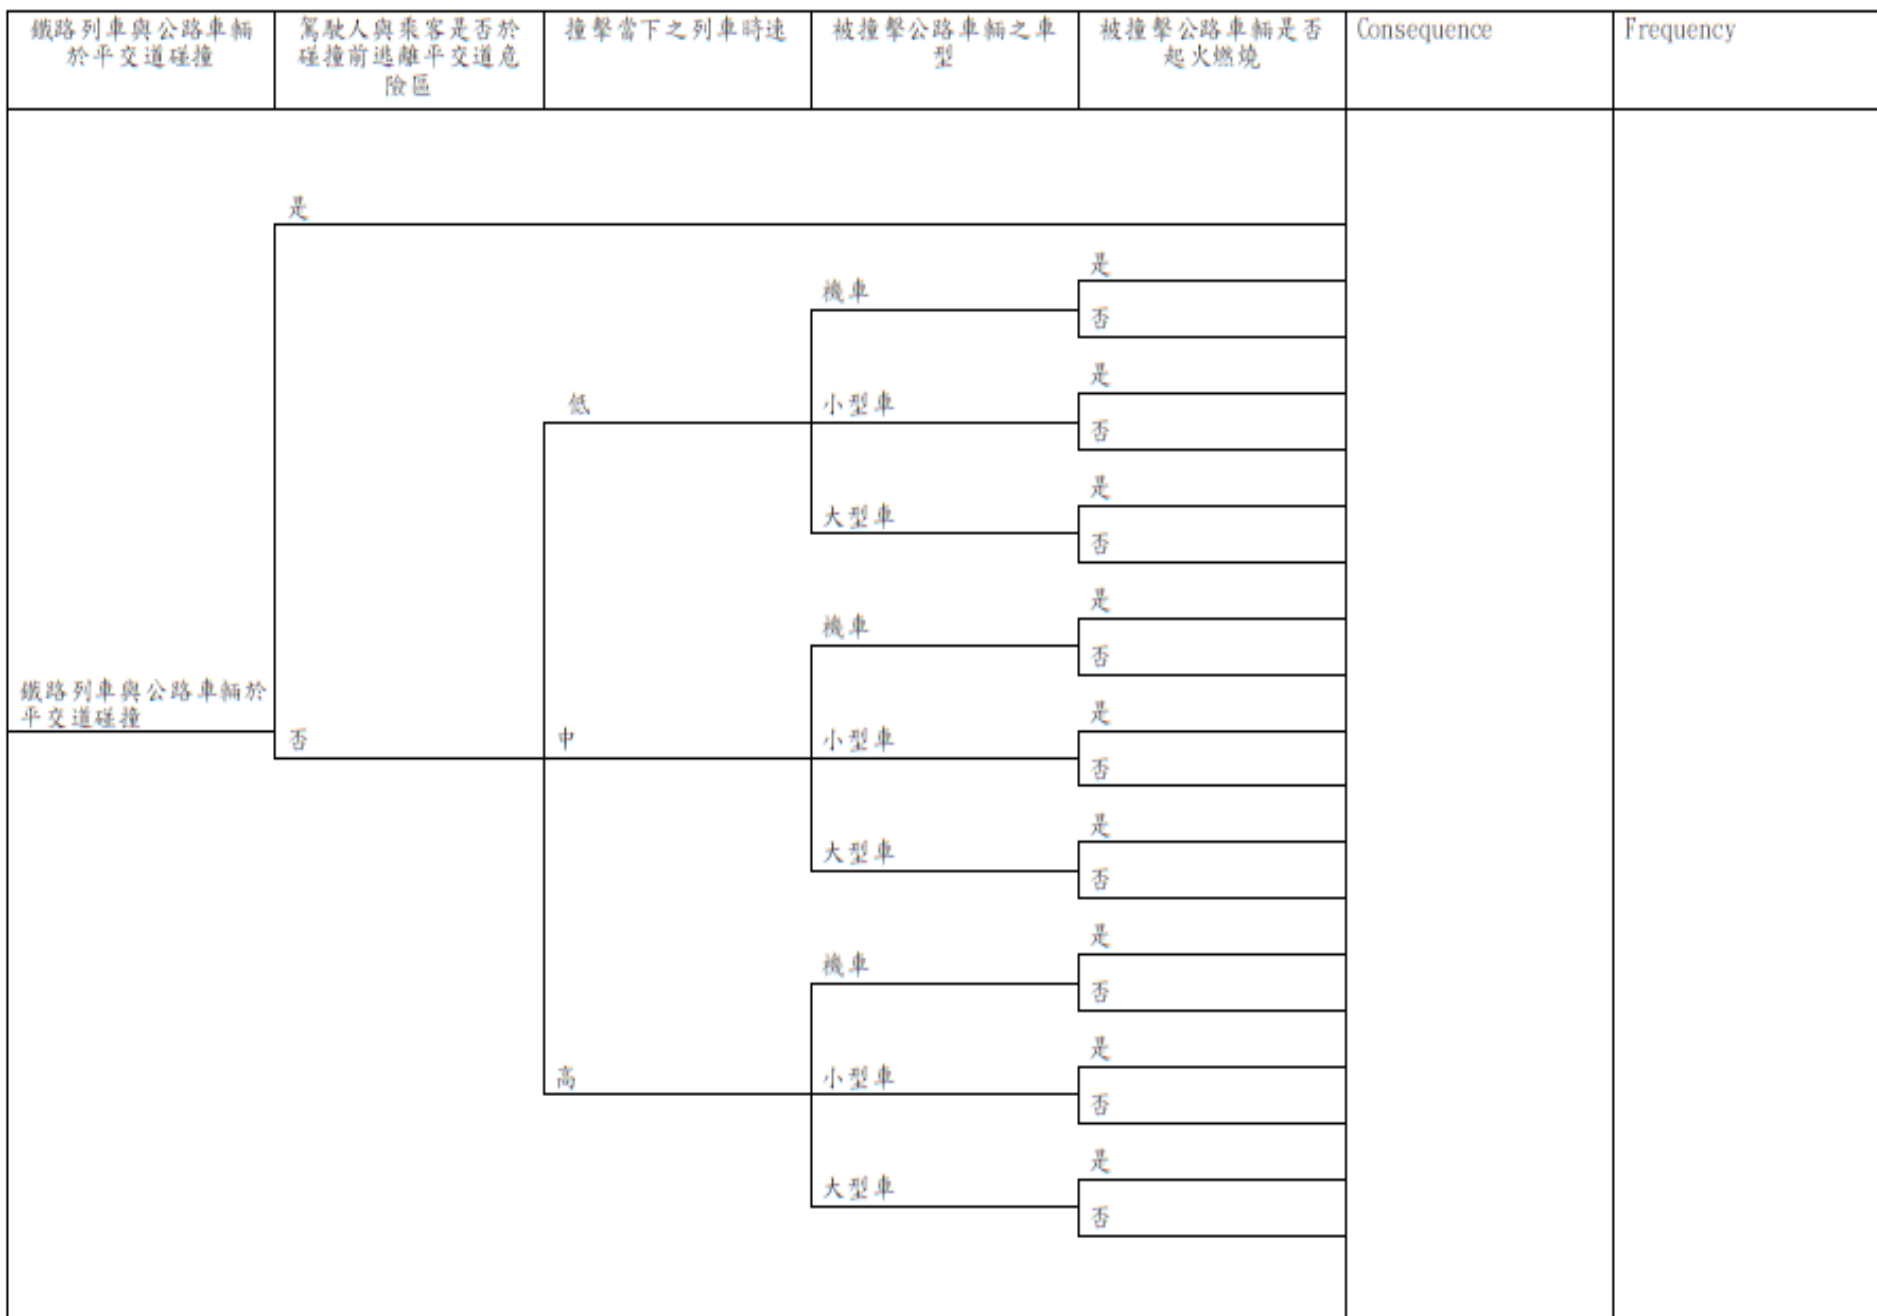 鐵路列車與公路車輛
於平交道碰撞
駕駛人與乘客是否於
碰撞前逃離平交道危
險區
撞擊當下之列車時速
被撞擊公路車輛之車
型
被撞擊公路車輛是否
起火燃燒
Consequence
Frequency
是
是
機車
否
是
低
小型車
否
是
大型車
否
是
機車
否
鐵路列車與公路車輛於
平交道碰撞
是
否
中
小型車
否
是
大型車
否
是
機車
否
是
高
小型車
否
是
大型車
否